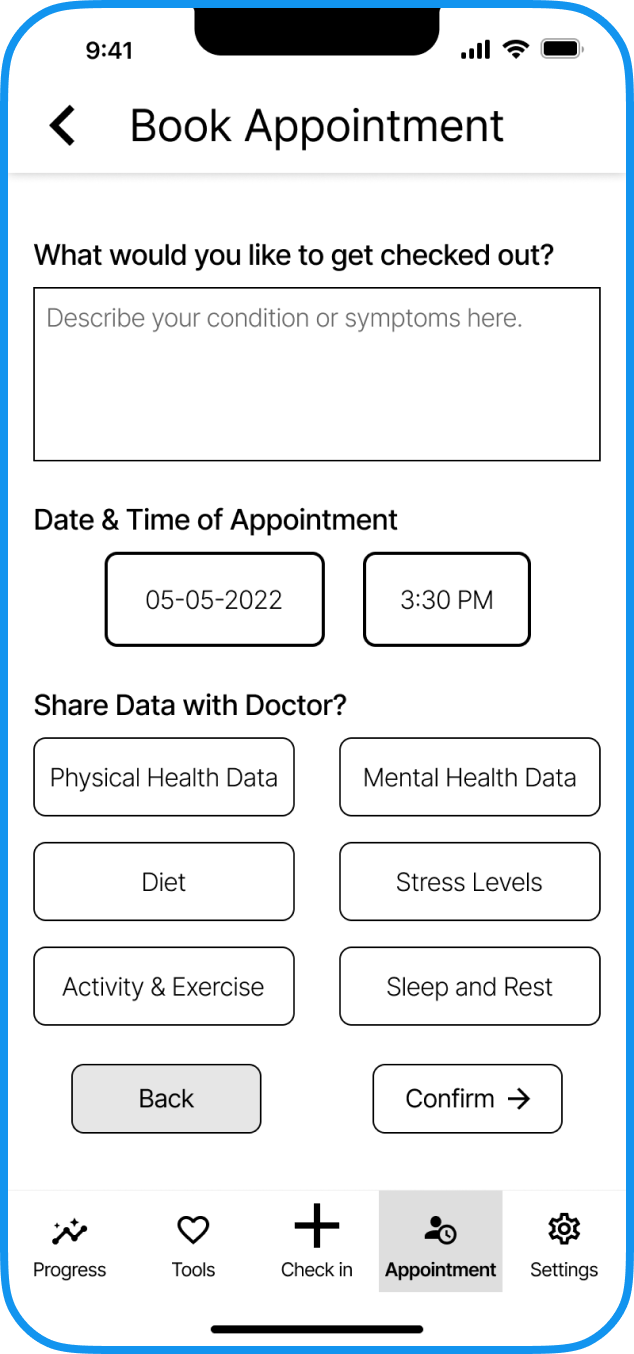 9:41
Book Appointment
What would you like to get checked out?
Describe your condition or symptoms here.
Date & Time of Appointment
05-05-2022
3:30 PM
Share Data with Doctor?
Physical Health Data
Mental Health Data
Diet
Stress Levels
Activity & Exercise
Sleep and Rest
Back
Confirm →
Progress
Tools
Check in
Appointment
Settings